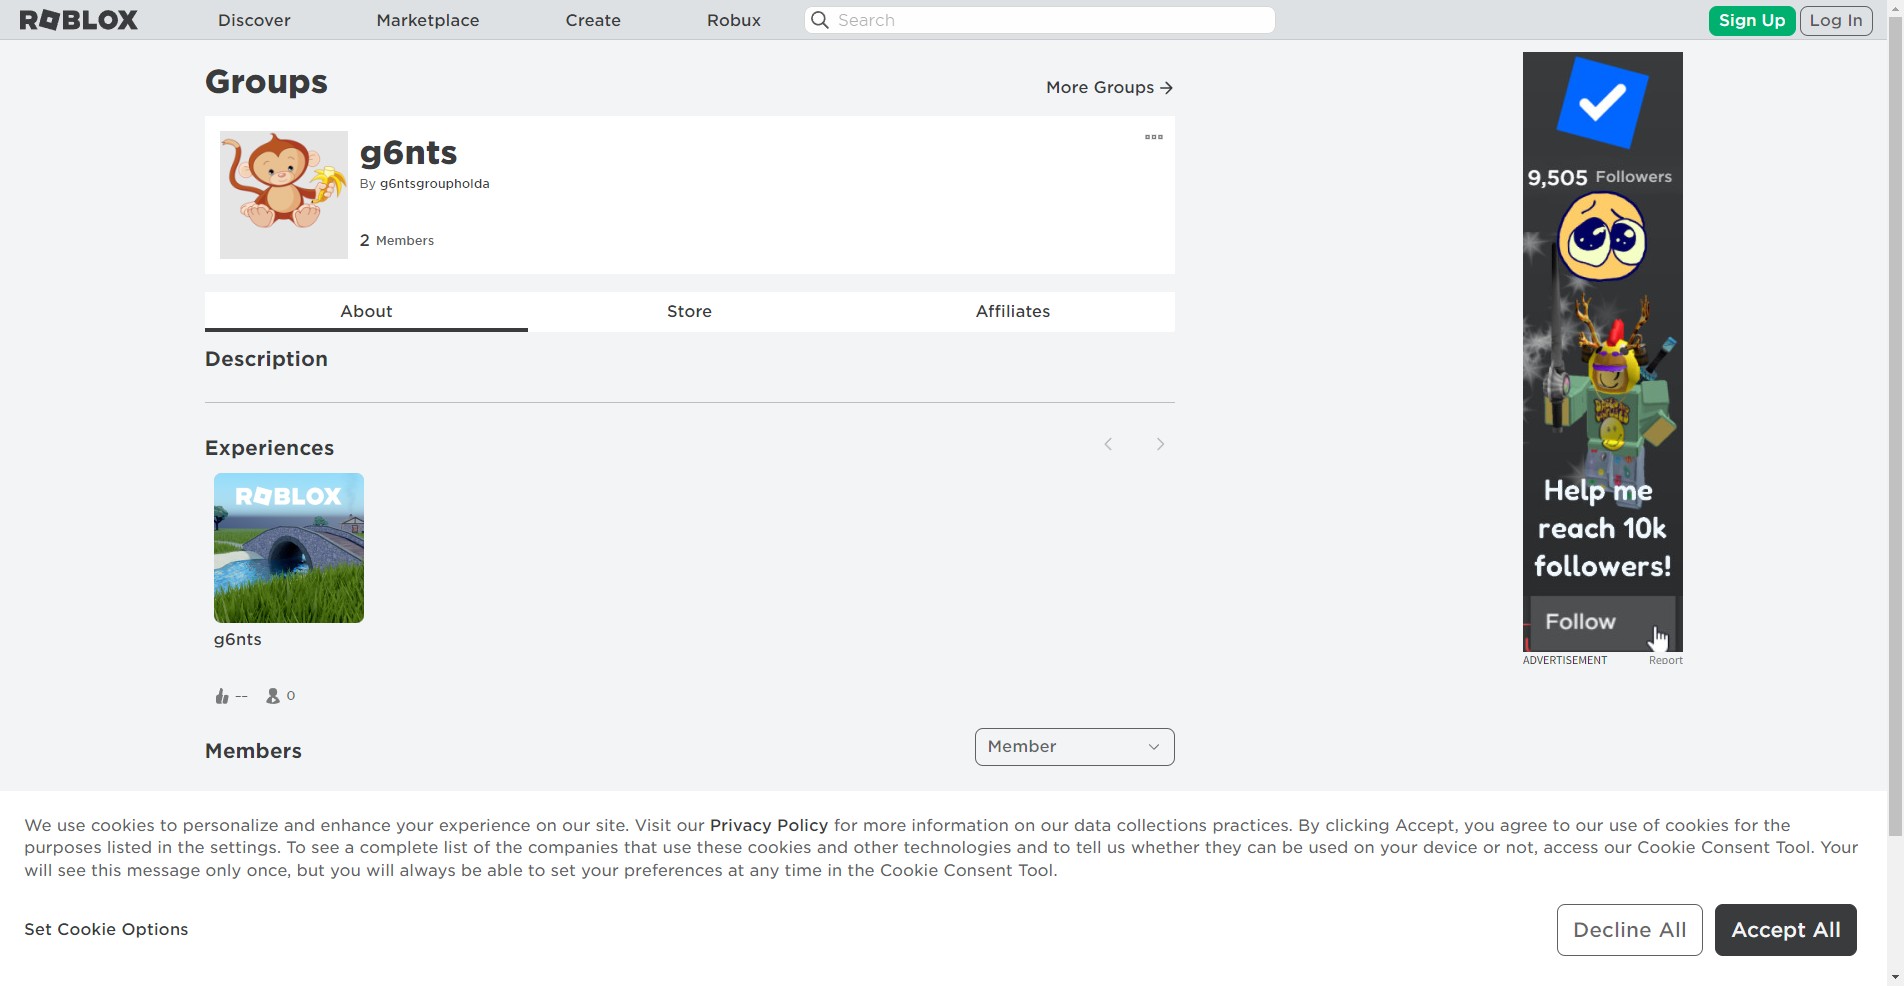 ROBLOX
Discover
Marketplace
Create
Robux
Search
Sign Up
Log In
Groups
More Groups
g6nts
By g6ntsgroupholda
2 Members
About
Store
Affiliates
Description
Experiences
ROBLOX
g6nts
--
0
Members
Member
9,505 Followers
Help me
reach 10k
followers!
Follow
ADVERTISEMENT
Report
We use cookies to personalize and enhance your experience on our site. Visit our Privacy Policy for more information on our data collections practices. By clicking Accept, you agree to our use of cookies for the
purposes listed in the settings. To see a complete list of the companies that use these cookies and other technologies and to tell us whether they can be used on your device or not, access our Cookie Consent Tool. Your
will see this message only once, but you will always be able to set your preferences at any time in the Cookie Consent Tool.
Set Cookie Options
Decline All
Accept All